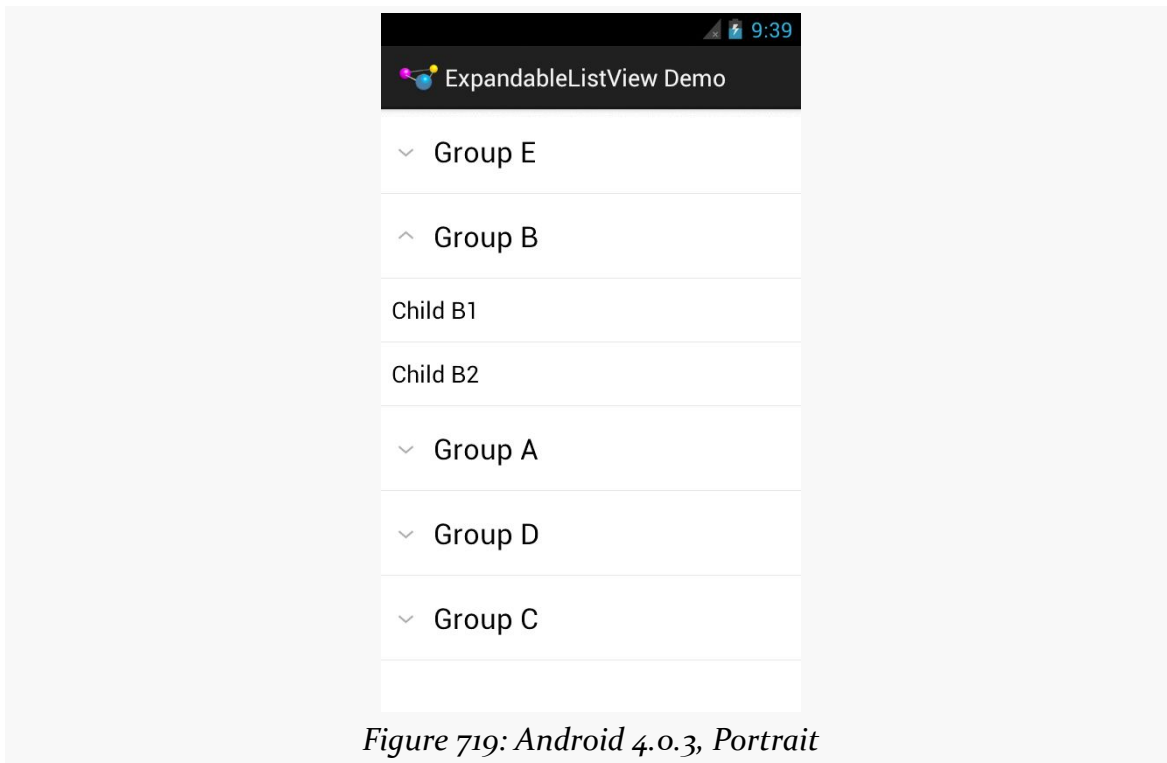 9:39
ExpandableListView Demo
Group E
Group B
Child B1
Child B2
Group A
Group D
Group C
Figure 719: Android 4.0.3, Portrait